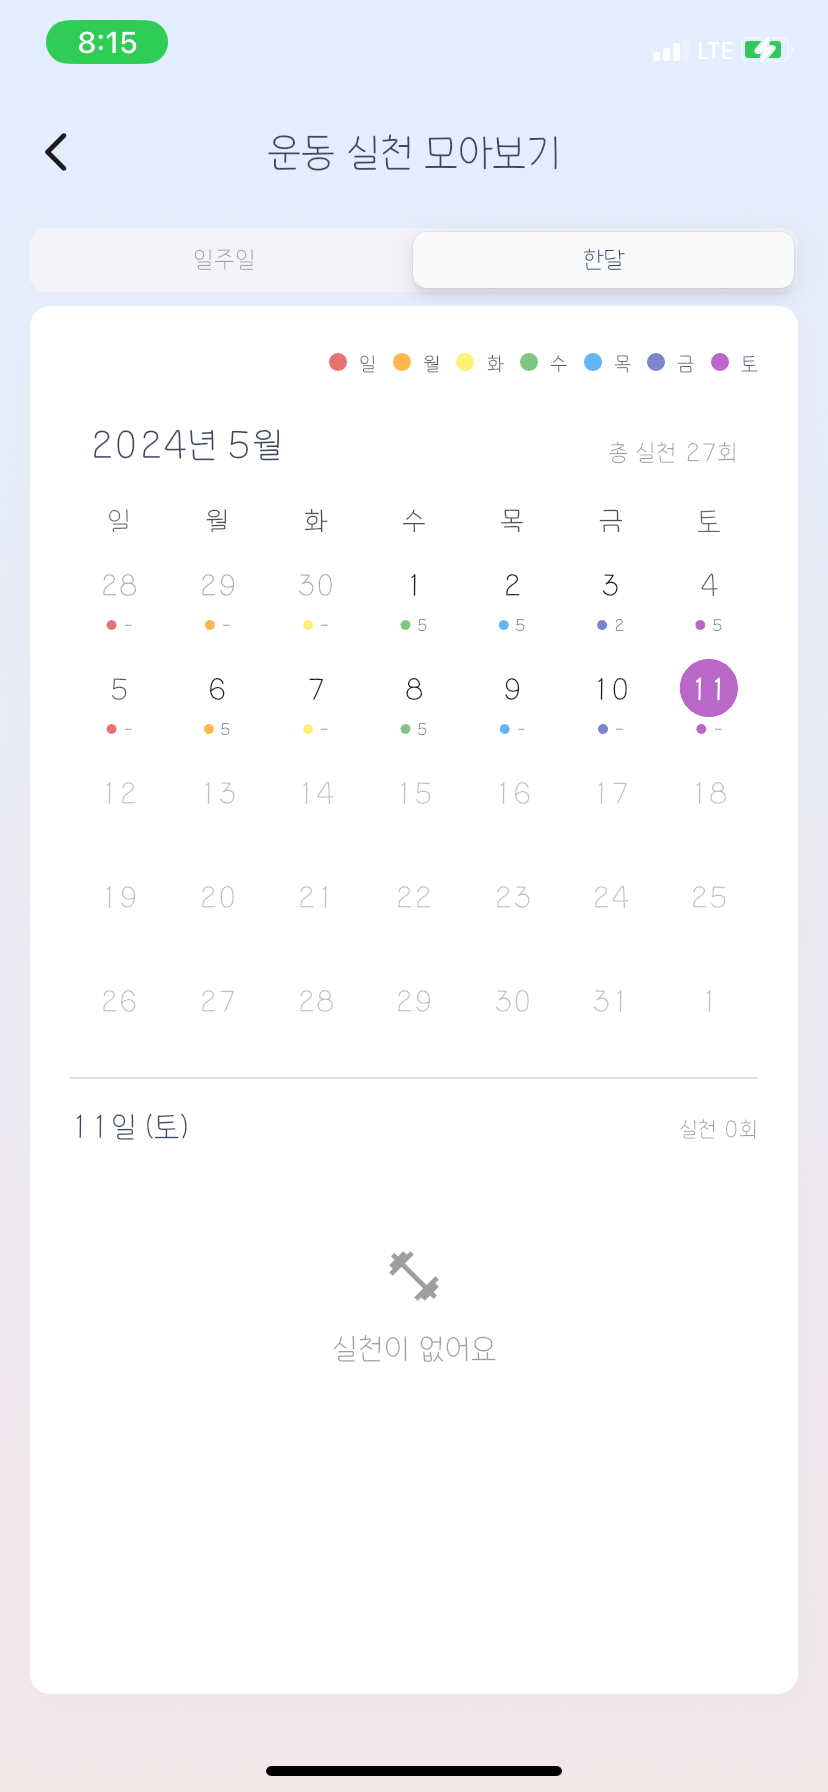 8:15 LTE
운동 실천 모아보기
일주일 한달
일 월 화 수 목 금 토
2024년 5월 총 실천 27회
일 월 화 수 목 금 토
28 29 30 1 2 3 4
- - - 5 5 2 5
5 6 7 8 9 10 11
- 5 - 5 - - -
12 13 14 15 16 17 18
19 20 21 22 23 24 25
26 27 28 29 30 31 1
11일 (토) 실천 0회
실천이 없어요